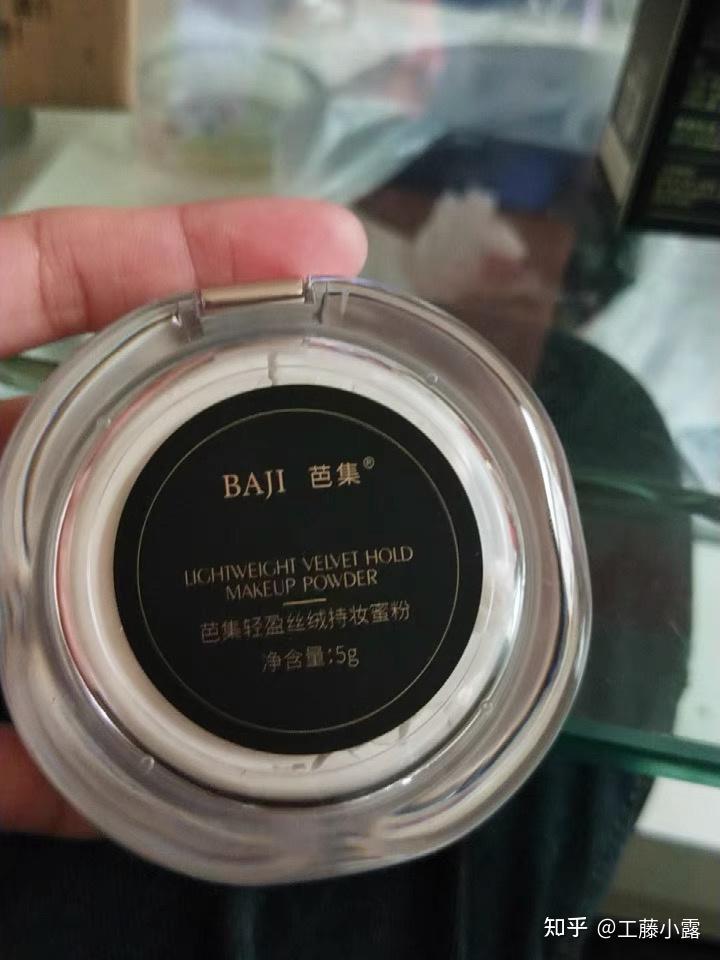 BAJI 芭集®
LIGHTWEIGHT VELVET HOLD
MAKEUP POWDER
芭集轻盈丝绒持妆蜜粉
净含量:5g
知乎 @工藤小露